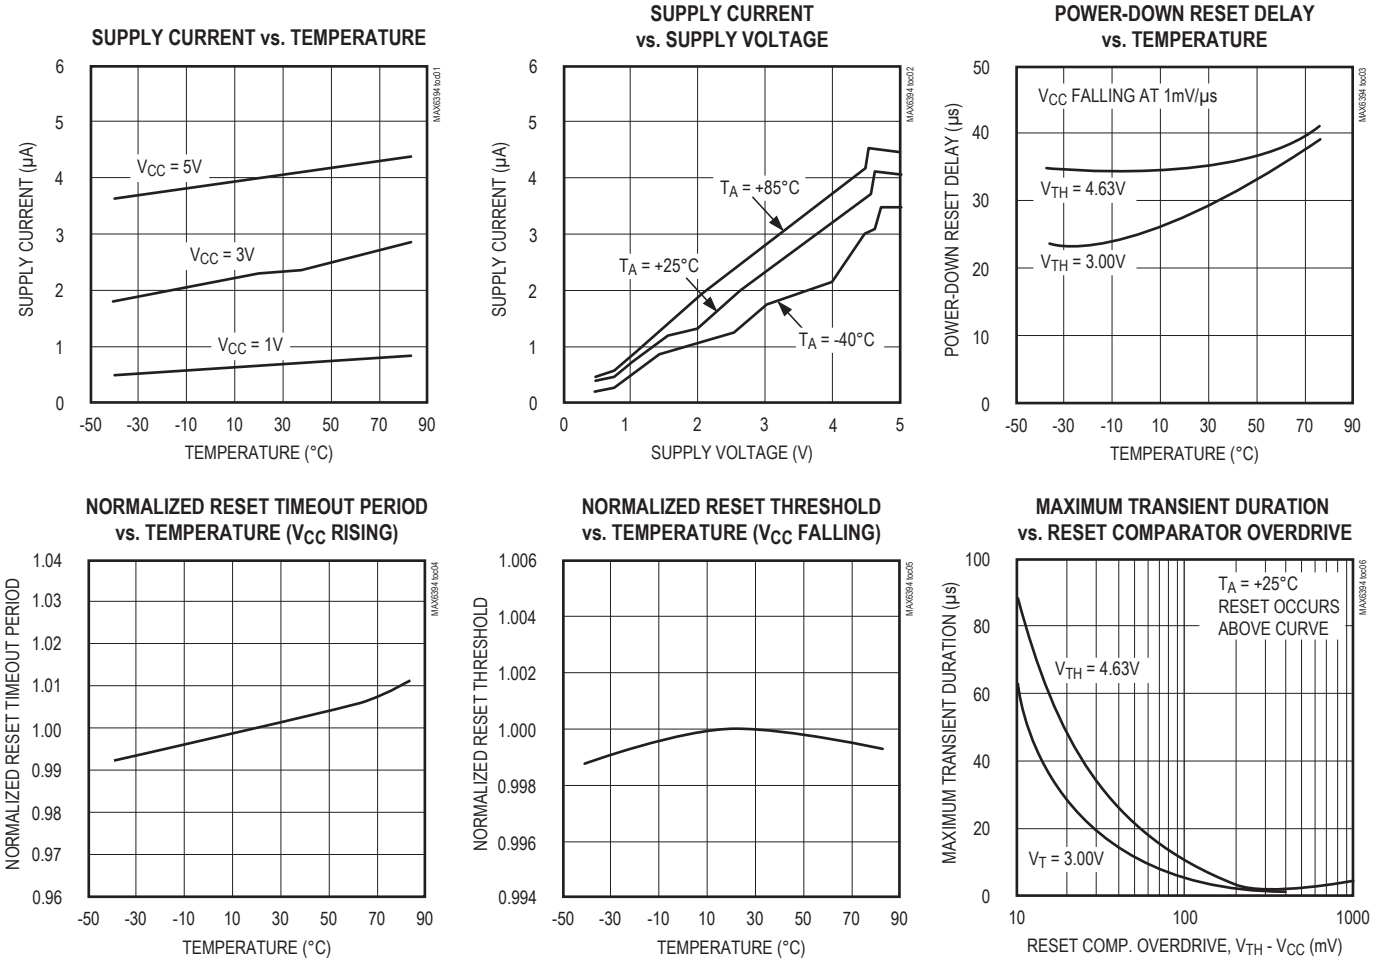 SUPPLY CURRENT vs. TEMPERATURE
MAX6394 toc01
SUPPLY CURRENT (µA)
6
5
4
3
2
1
0
VCC = 5V
VCC = 3V
VCC = 1V
-50 -30 -10 10 30 50 70 90
TEMPERATURE (°C)
SUPPLY CURRENT
vs. SUPPLY VOLTAGE
MAX6394 toc02
SUPPLY CURRENT (µA)
6
5
4
3
2
1
0
TA = +85°C
TA = +25°C
TA = -40°C
0 1 2 3 4 5
SUPPLY VOLTAGE (V)
POWER-DOWN RESET DELAY
vs. TEMPERATURE
MAX6394 toc03
POWER-DOWN RESET DELAY (µs)
50
40
30
20
10
0
VCC FALLING AT 1mV/µs
VTH = 4.63V
VTH = 3.00V
-50 -30 -10 10 30 50 70 90
TEMPERATURE (°C)
NORMALIZED RESET TIMEOUT PERIOD
vs. TEMPERATURE (VCC RISING)
MAX6394 toc04
NORMALIZED RESET TIMEOUT PERIOD
1.04
1.03
1.02
1.01
1.00
0.99
0.98
0.97
0.96
-50 -30 -10 10 30 50 70 90
TEMPERATURE (°C)
NORMALIZED RESET THRESHOLD
vs. TEMPERATURE (VCC FALLING)
MAX6394 toc05
NORMALIZED RESET THRESHOLD
1.006
1.004
1.002
1.000
0.998
0.996
0.994
-50 -30 -10 10 30 50 70 90
TEMPERATURE (°C)
MAXIMUM TRANSIENT DURATION
vs. RESET COMPARATOR OVERDRIVE
MAX6394 toc06
MAXIMUM TRANSIENT DURATION (µs)
100
80
60
40
20
0
TA = +25°C
RESET OCCURS
ABOVE CURVE
VTH = 4.63V
VT = 3.00V
10 100 1000
RESET COMP. OVERDRIVE, VTH - VCC (mV)